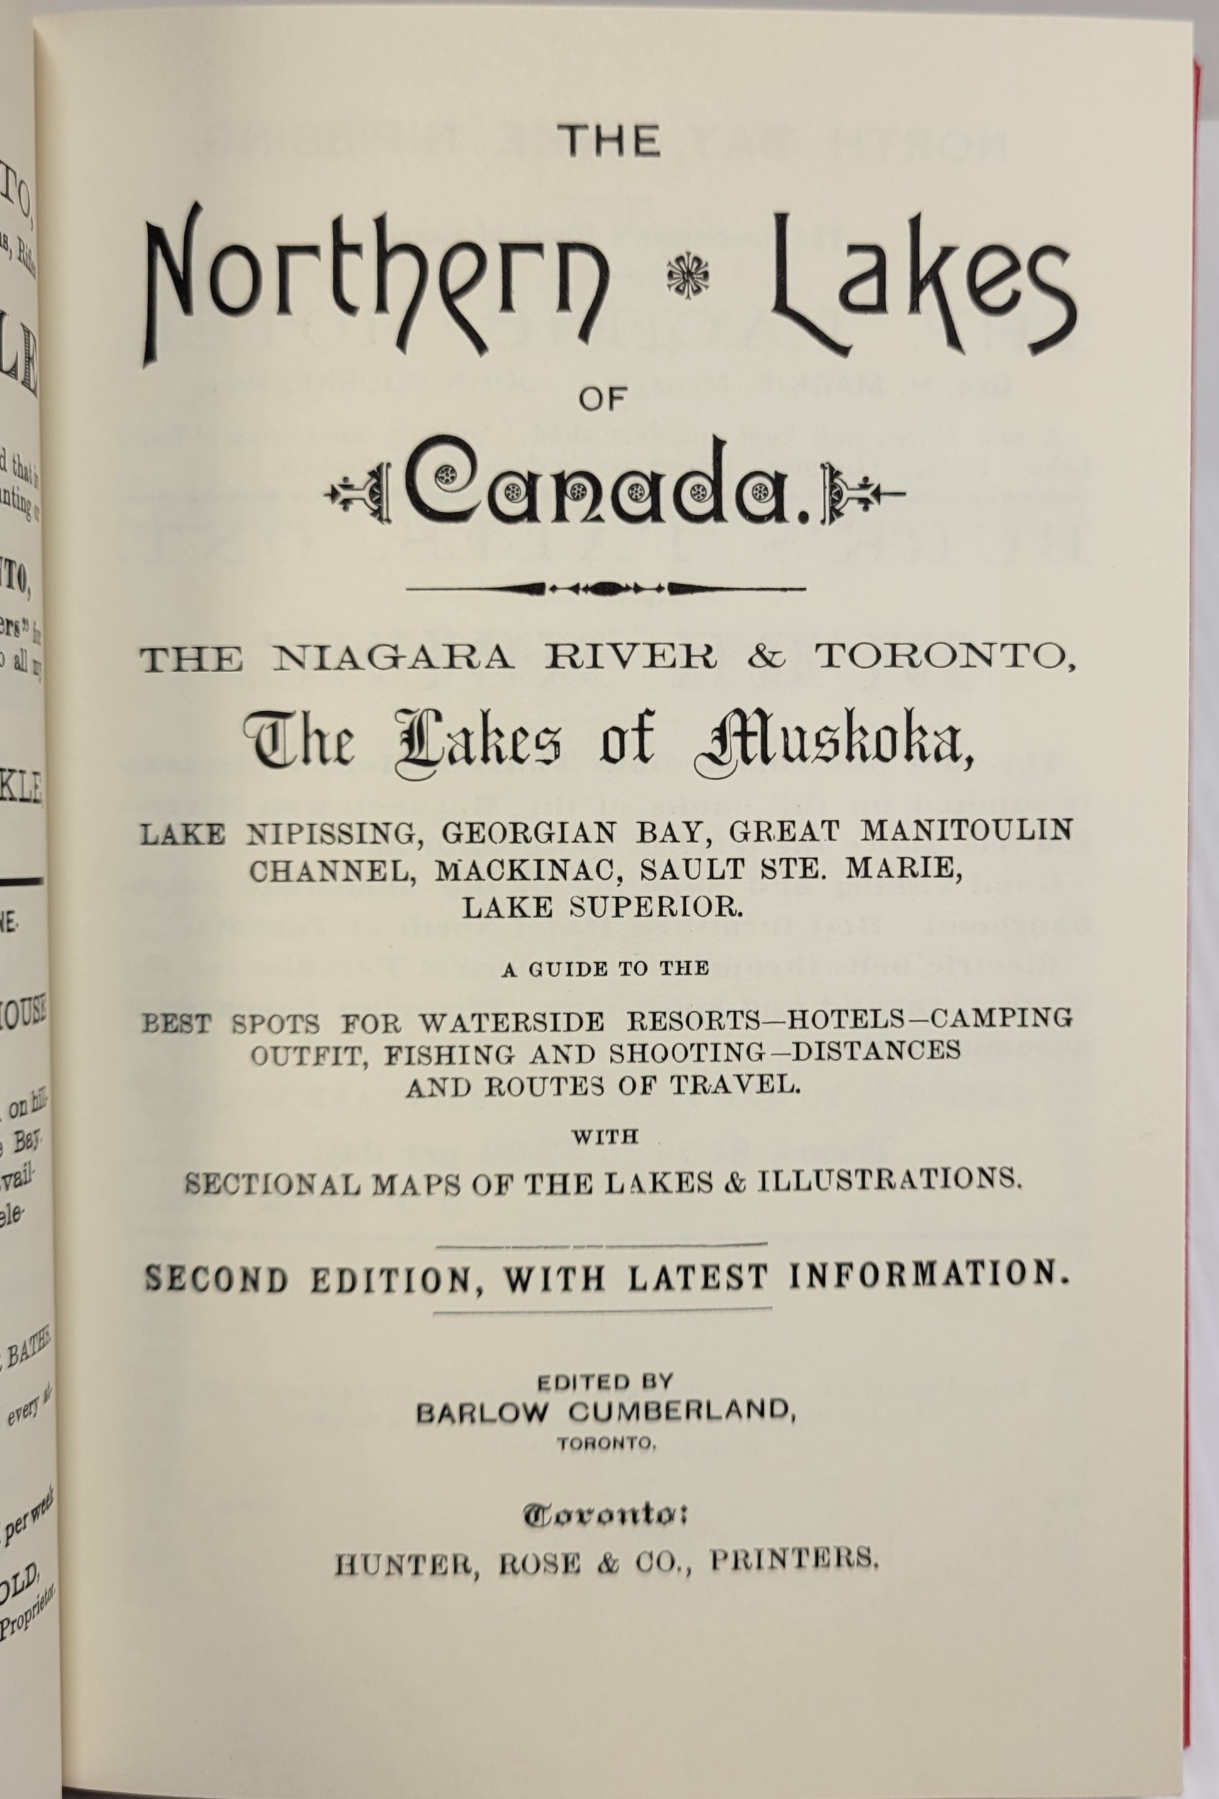 THE
Northern Lakes
OF
Canada.
THE NIAGARA RIVER & TORONTO,
The Lakes of Muskoka,
LAKE NIPISSING, GEORGIAN BAY, GREAT MANITOULIN
CHANNEL, MACKINAC, SAULT STE. MARIE,
LAKE SUPERIOR.
A GUIDE TO THE
BEST SPOTS FOR WATERSIDE RESORTS—HOTELS—CAMPING
OUTFIT, FISHING AND SHOOTING—DISTANCES
AND ROUTES OF TRAVEL.
WITH
SECTIONAL MAPS OF THE LAKES & ILLUSTRATIONS.
SECOND EDITION, WITH LATEST INFORMATION.
EDITED BY
BARLOW CUMBERLAND,
TORONTO.
Toronto:
HUNTER, ROSE & CO., PRINTERS.